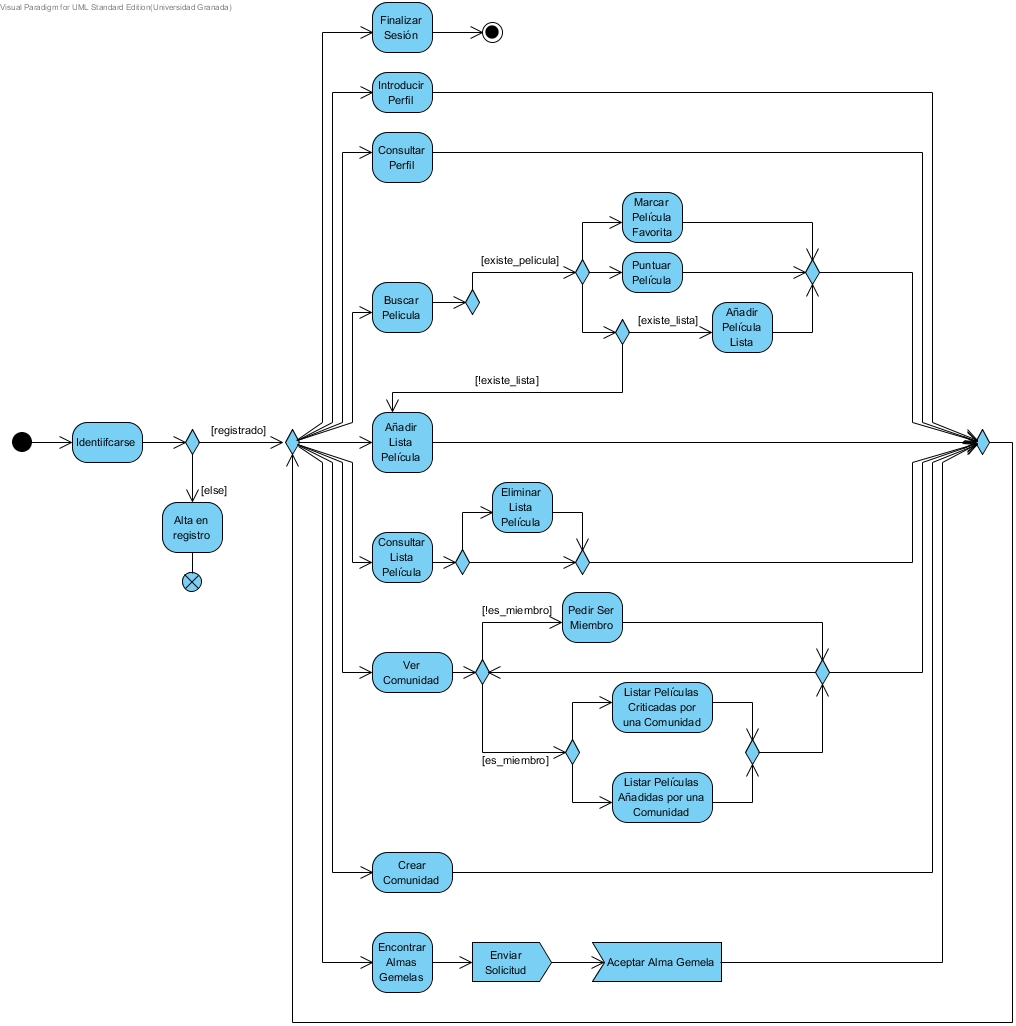 Visual Paradigm for UML Standard Edition(Universidad Granada)
Finalizar
Sesión
Introducir
Perfil
Consultar
Perfil
Marcar
Película
Favorita
[existe_pelicula]
Puntuar
Película
Buscar
Pelicula
[existe_lista]
Añadir
Película
Lista
[!existe_lista]
Identiifcarse
[registrado]
Añadir
Lista
Película
[else]
Alta en
registro
Eliminar
Lista
Película
Consultar
Lista
Película
[!es_miembro]
Pedir Ser
Miembro
Ver
Comunidad
Listar Películas
Criticadas por
una Comunidad
[es_miembro]
Listar Películas
Añadidas por una
Comunidad
Crear
Comunidad
Encontrar
Almas
Gemelas
Enviar
Solicitud
Aceptar Alma Gemela